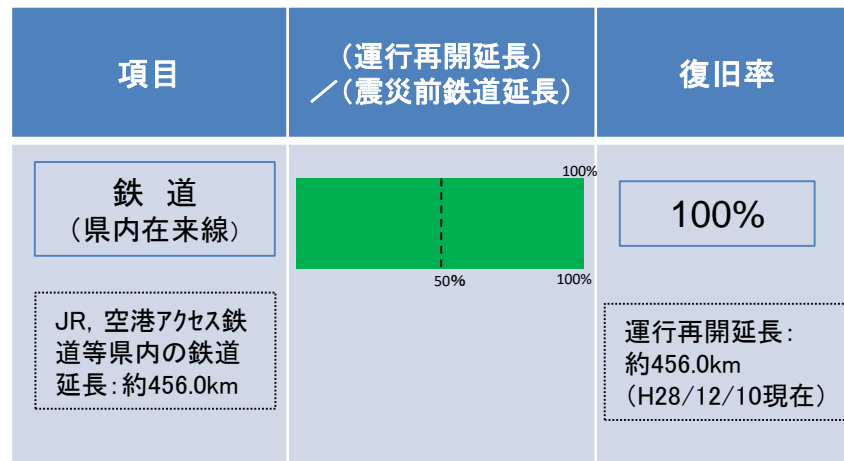 項目
（運行再開延長）
／（震災前鉄道延長）
復旧率
鉄 道
（県内在来線）
100%
50%
100%
100%
JR, 空港ｱｸｾｽ鉄
道等県内の鉄道
延長：約456.0km
運行再開延長：
約456.0km
（H28/12/10現在）